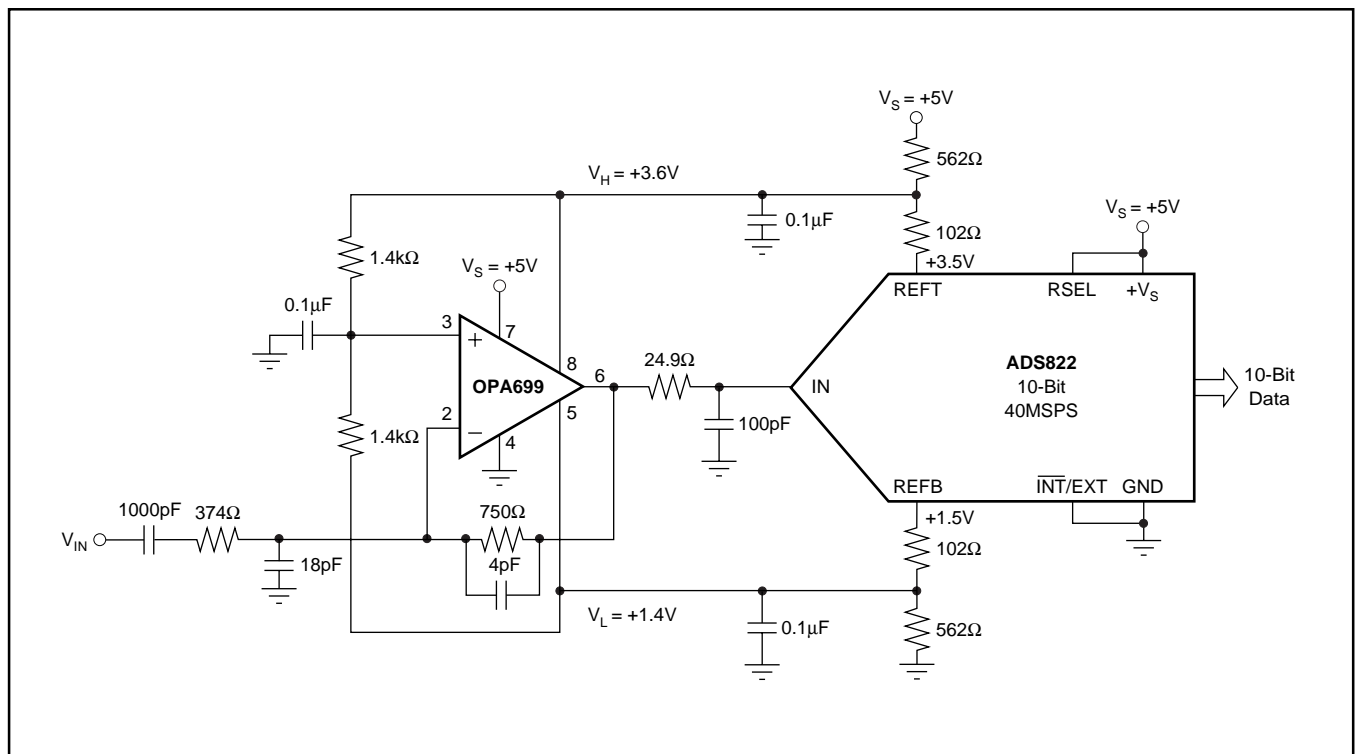 V_S = +5V
562Ω
V_H = +3.6V
0.1μF
102Ω
V_S = +5V
+3.5V
1.4kΩ
V_S = +5V
REFT
RSEL
+V_S
0.1μF
3
+
7
8
24.9Ω
ADS822
10-Bit
40MSPS
IN
10-Bit
Data
OPA699
6
5
2
−
4
1.4kΩ
100pF
1000pF
374Ω
750Ω
REFB
INT/EXT
GND
+1.5V
V_IN
18pF
4pF
102Ω
V_L = +1.4V
0.1μF
562Ω